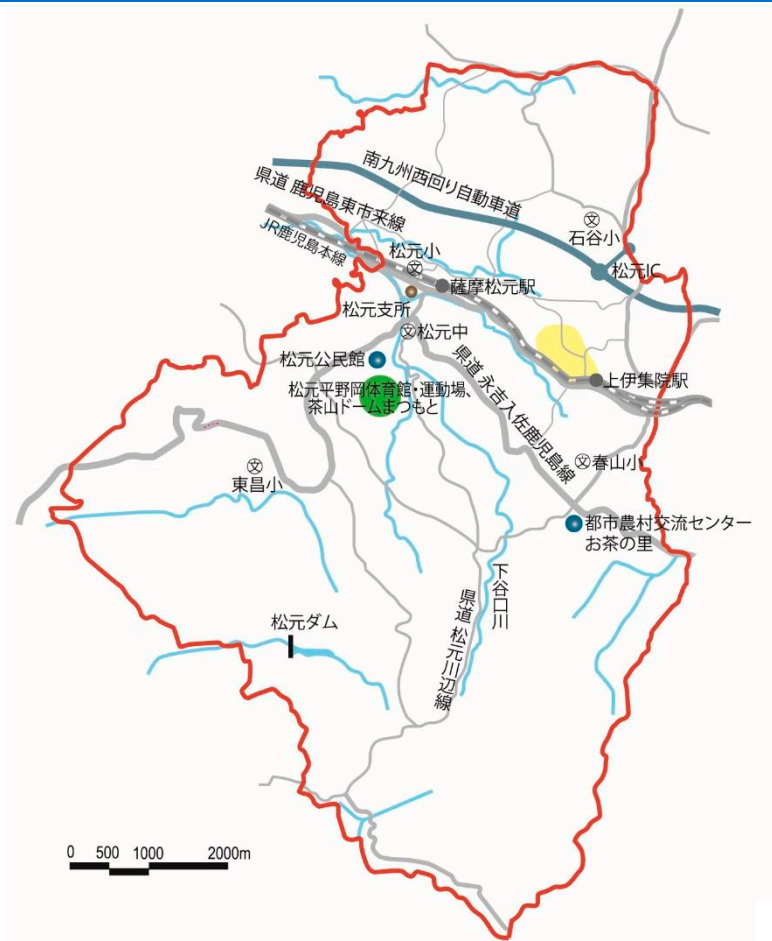 南九州西回り自動車道
県道 鹿児島東市来線
JR鹿児島本線
石谷小
松元小
松元IC
薩摩松元駅
松元支所
松元中
松元公民館
県道 永吉入佐鹿児島線
上伊集院駅
松元平野岡体育館・運動場、
茶山ドームまつもと
春山小
東昌小
都市農村交流センター
お茶の里
下谷口川
県道 松元川辺線
松元ダム
0 500 1000 2000m